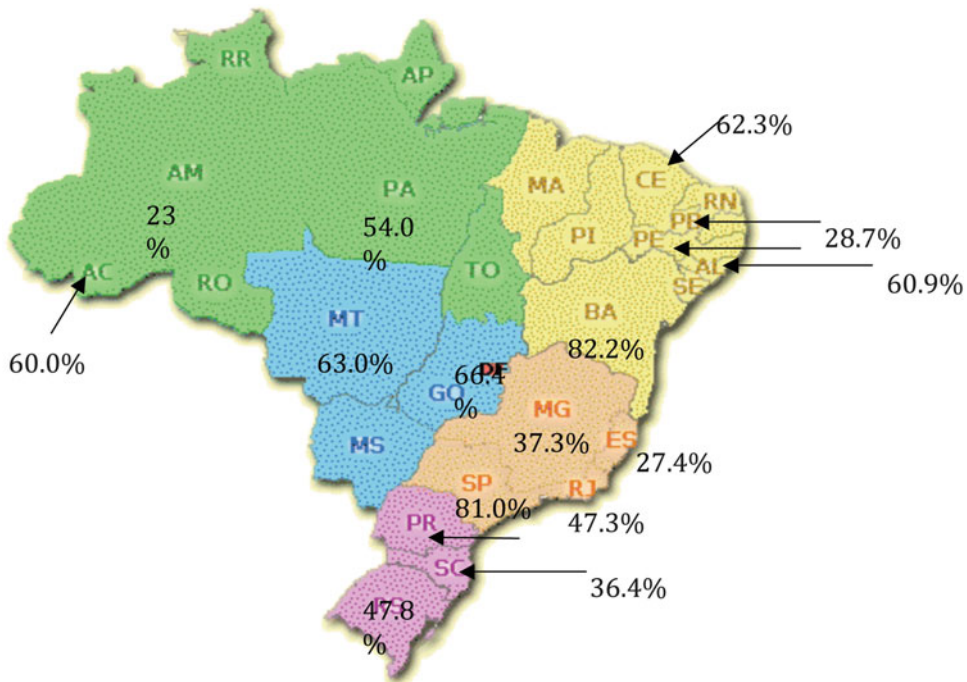 RR
AP
62.3%
AM
PA
MA
CE
RN
23
%
54.0
%
PI
PB
PE
28.7%
AC
RO
TO
AL
60.9%
SE
BA
MT
60.0%
63.0%
82.2%
66.4
%
DF
GO
MG
MS
37.3%
ES
27.4%
SP
RJ
81.0%
47.3%
PR
SC
36.4%
RS
47.8
%